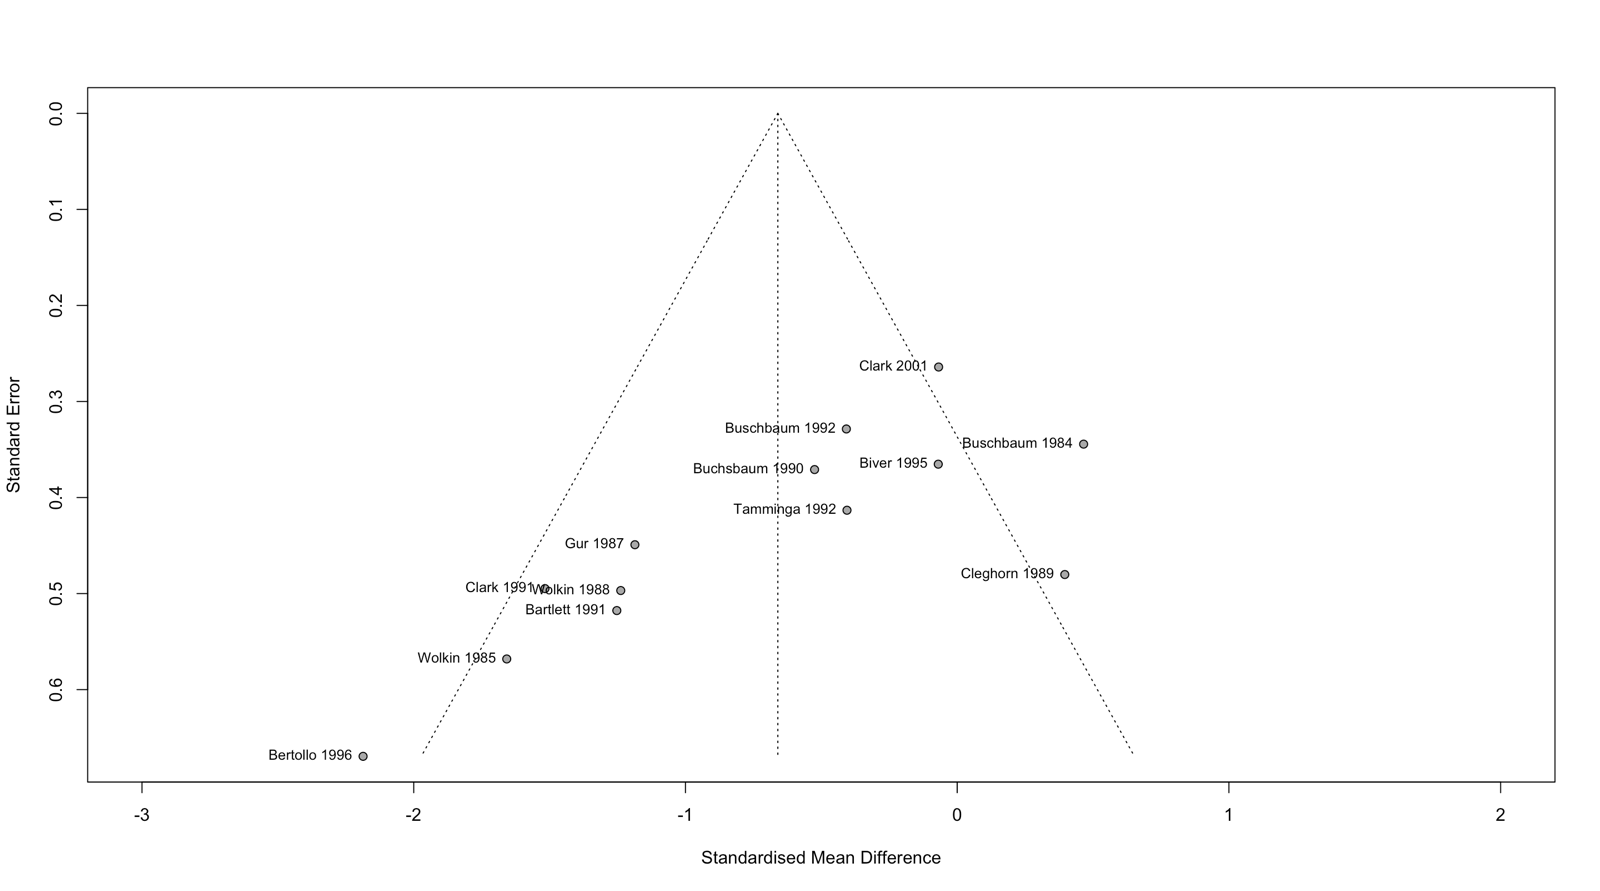 0.0
0.1
0.2
0.3
0.4
0.5
0.6
Standard Error
Clark 2001
Buschbaum 1992
Buschbaum 1984
Biver 1995
Buchsbaum 1990
Tamminga 1992
Gur 1987
Cleghorn 1989
Clark 1991
Wolkin 1988
Bartlett 1991
Wolkin 1985
Bertollo 1996
-3 -2 -1 0 1 2
Standardised Mean Difference